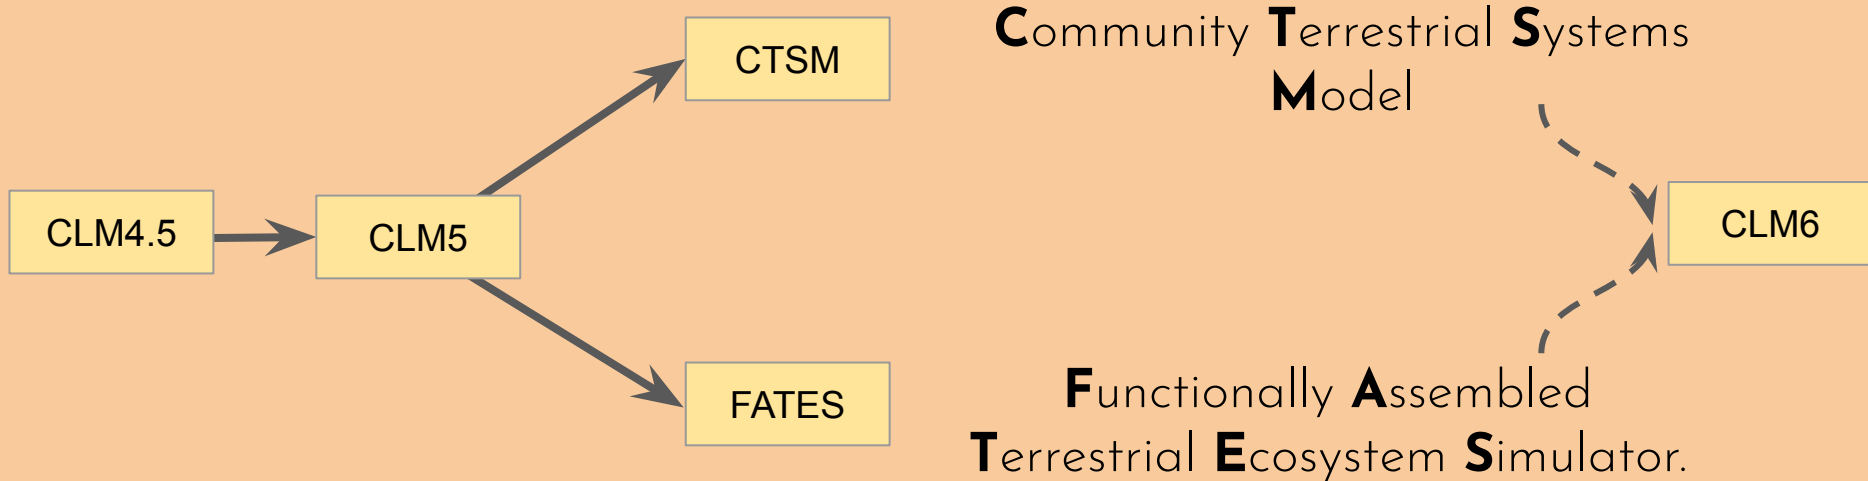 CTSM
Community Terrestrial Systems
Model
CLM4.5
CLM5
CLM6
FATES
Functionally Assembled
Terrestrial Ecosystem Simulator.